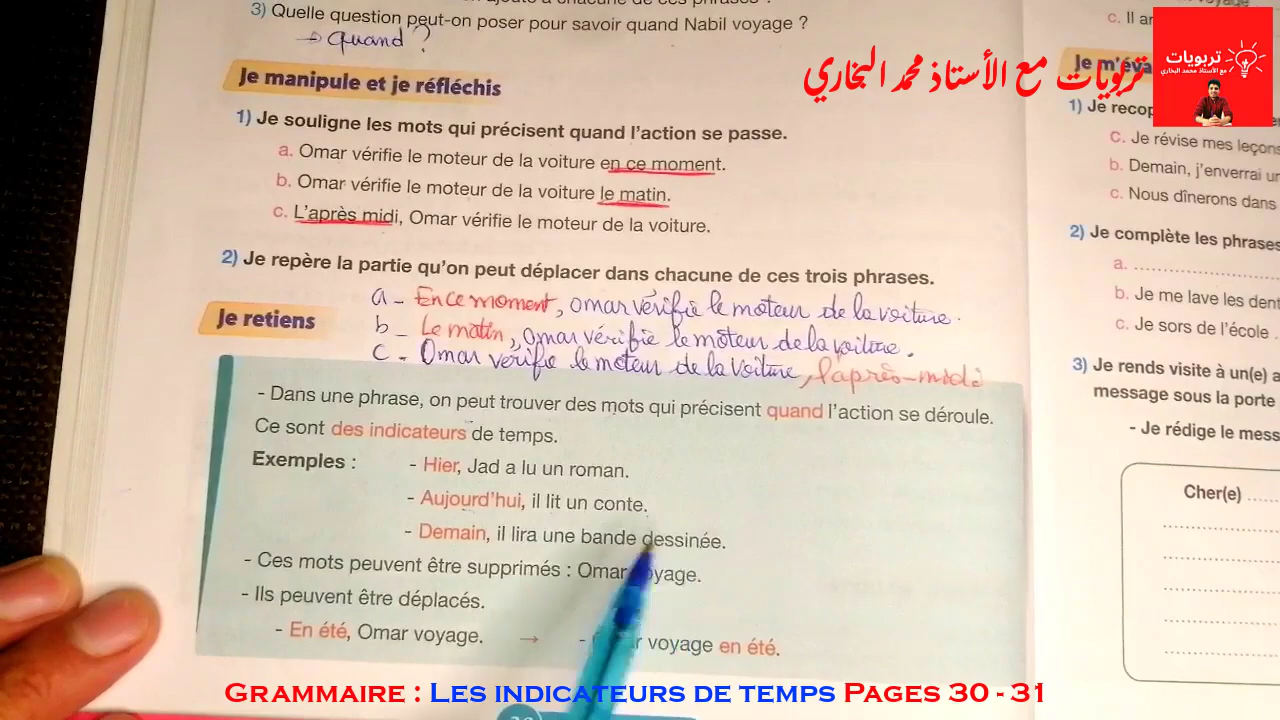 3) Quelle question peut-on poser pour savoir quand Nabil voyage ?
→ quand ?
Je manipule et je réfléchis
1) Je souligne les mots qui précisent quand l'action se passe.
a. Omar vérifie le moteur de la voiture en ce moment.
b. Omar vérifie le moteur de la voiture le matin.
c. L'après midi, Omar vérifie le moteur de la voiture.
2) Je repère la partie qu'on peut déplacer dans chacune de ces trois phrases.
a - En ce moment, omar vérifie le moteur de la voiture.
b - Le matin, omar vérifie le moteur de la voiture.
c - Omar vérifie le moteur de la voiture, l'après-midi
Je retiens
- Dans une phrase, on peut trouver des mots qui précisent quand l'action se déroule.
Ce sont des indicateurs de temps.
Exemples :
- Hier, Jad a lu un roman.
- Aujourd'hui, il lit un conte.
- Demain, il lira une bande dessinée.
- Ces mots peuvent être supprimés : Omar voyage.
- Ils peuvent être déplacés.
- En été, Omar voyage. → - voyage en été.
c. Il
Je m'éva
1) Je
c. Je révise mes leçons
b. Demain, j'enverrai
c. Nous dînerons dans
2) Je complète les phrases
a. ........................
b. Je me lave les
c. Je sors de l'école .
3) Je rends visite à un(e)
message sous la porte
- Je rédige le
Cher(e) ......
تربويات مع الأستاذ محمد البخاري
تربويات
مع الأستاذ محمد البخاري
Grammaire : Les indicateurs de temps Pages 30 - 31